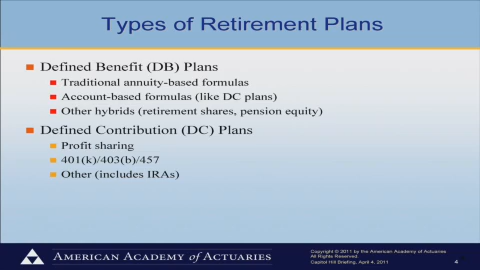 Types of Retirement Plans
Defined Benefit (DB) Plans
Traditional annuity-based formulas
Account-based formulas (like DC plans)
Other hybrids (retirement shares, pension equity)
Defined Contribution (DC) Plans
Profit sharing
401(k)/403(b)/457
Other (includes IRAs)
AMERICAN ACADEMY of ACTUARIES
Copyright © 2011 by the American Academy of Actuaries
All Rights Reserved.
Capitol Hill Briefing, April 4, 2011
4